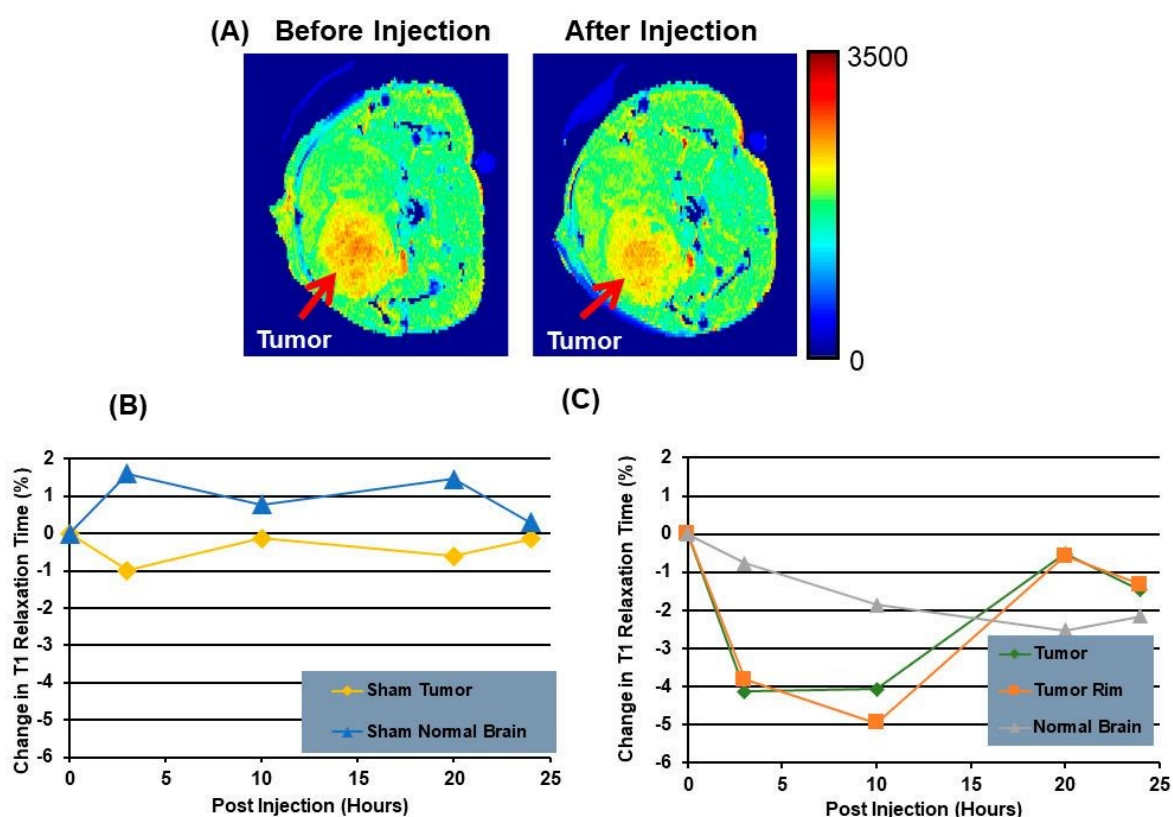 (A) Before Injection After Injection
3500
0
Tumor
Tumor
(B)
(C)
Change in T1 Relaxation Time (%)
2
1
0
-1
-2
-3
-4
-5
-6
Sham Tumor
Sham Normal Brain
0 5 10 15 20 25
Post Injection (Hours)
Change in T1 Relaxation Time (%)
2
1
0
-1
-2
-3
-4
-5
-6
Tumor
Tumor Rim
Normal Brain
0 5 10 15 20 25
Post Injection (Hours)